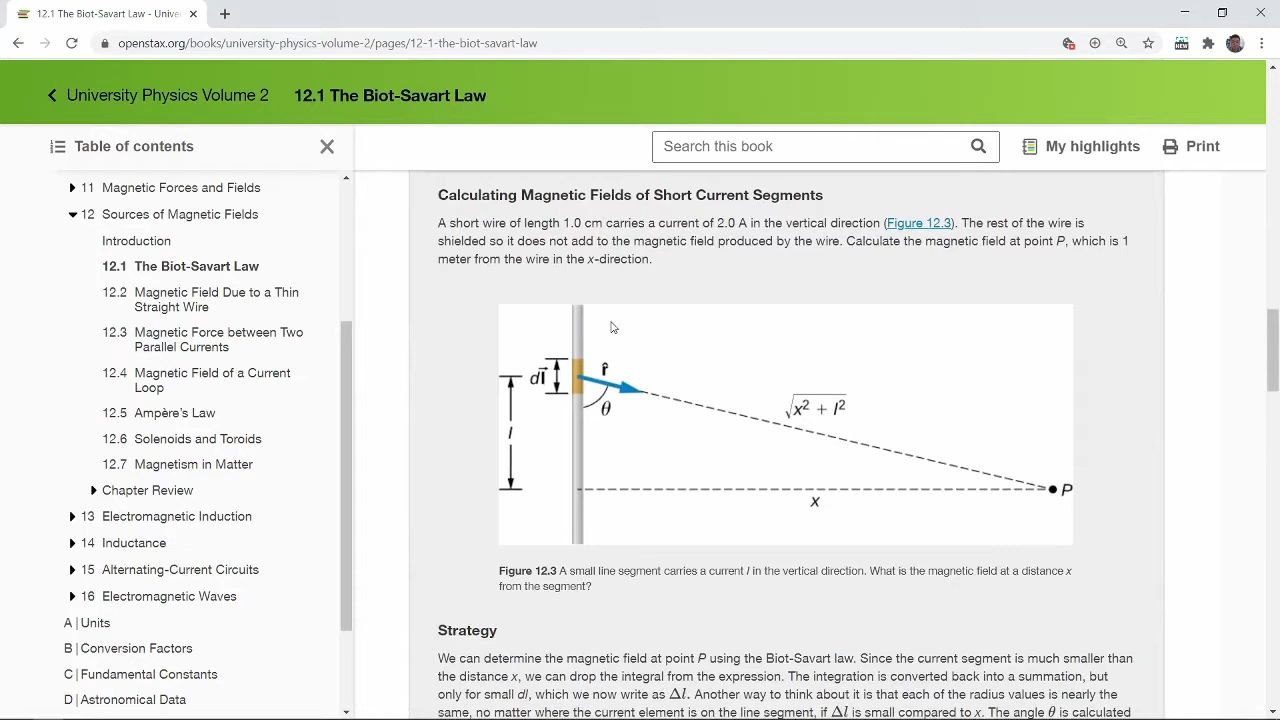 12.1 The Biot-Savart Law - Univers
openstax.org/books/university-physics-volume-2/pages/12-1-the-biot-savart-law
University Physics Volume 2 12.1 The Biot-Savart Law
Table of contents
Search this book
My highlights
Print
11 Magnetic Forces and Fields
12 Sources of Magnetic Fields
Introduction
12.1 The Biot-Savart Law
12.2 Magnetic Field Due to a Thin
Straight Wire
12.3 Magnetic Force between Two
Parallel Currents
12.4 Magnetic Field of a Current
Loop
12.5 Ampère’s Law
12.6 Solenoids and Toroids
12.7 Magnetism in Matter
Chapter Review
13 Electromagnetic Induction
14 Inductance
15 Alternating-Current Circuits
16 Electromagnetic Waves
A | Units
B | Conversion Factors
C | Fundamental Constants
D | Astronomical Data
Calculating Magnetic Fields of Short Current Segments
A short wire of length 1.0 cm carries a current of 2.0 A in the vertical direction (Figure 12.3). The rest of the wire is
shielded so it does not add to the magnetic field produced by the wire. Calculate the magnetic field at point P, which is 1
meter from the wire in the x-direction.
dl⃗
r̂
θ
√x² + l²
l
x
P
Figure 12.3 A small line segment carries a current I in the vertical direction. What is the magnetic field at a distance x
from the segment?
Strategy
We can determine the magnetic field at point P using the Biot-Savart law. Since the current segment is much smaller than
the distance x, we can drop the integral from the expression. The integration is converted back into a summation, but
only for small dl, which we now write as Δl. Another way to think about it is that each of the radius values is nearly the
same, no matter where the current element is on the line segment, if Δl is small compared to x. The angle θ is calculated